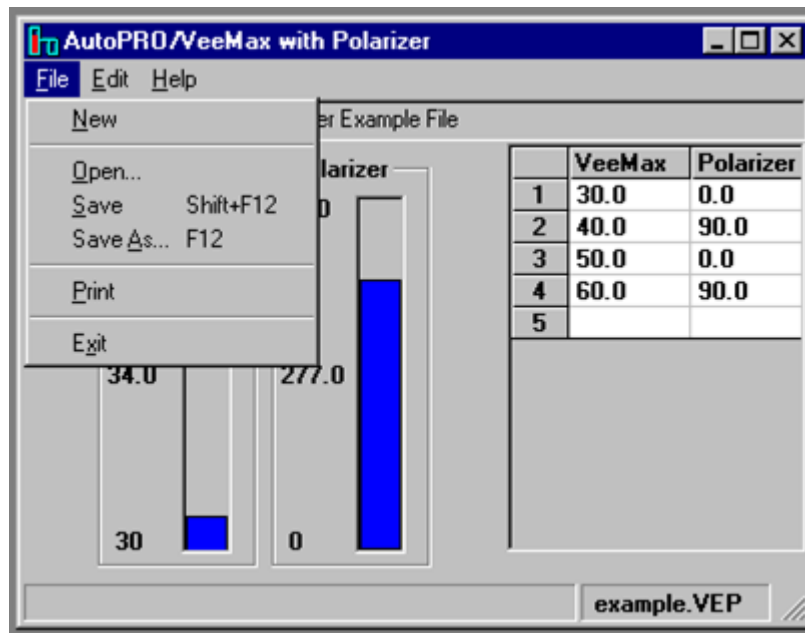 AutoPRO/VeeMax with Polarizer
File Edit Help
New
Open...
Save Shift+F12
Save As... F12
Print
Exit
er Example File
larizer
0
34.0
277.0
30
0
VeeMax Polarizer
1 30.0 0.0
2 40.0 90.0
3 50.0 0.0
4 60.0 90.0
5
example.VEP